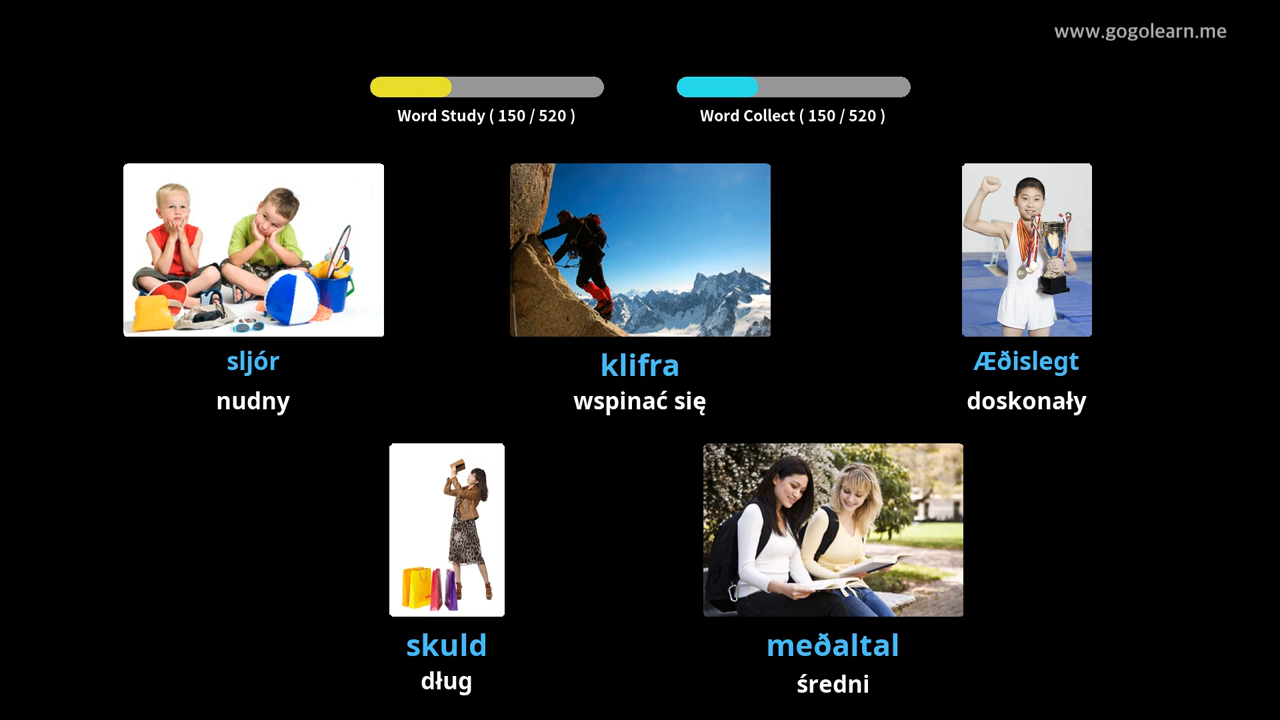 www.gogolearn.me
Word Study ( 150 / 520 )
Word Collect ( 150 / 520 )
sljór
klifra
Æðislegt
nudny
wspinać się
doskonały
skuld
meðaltal
dług
średni